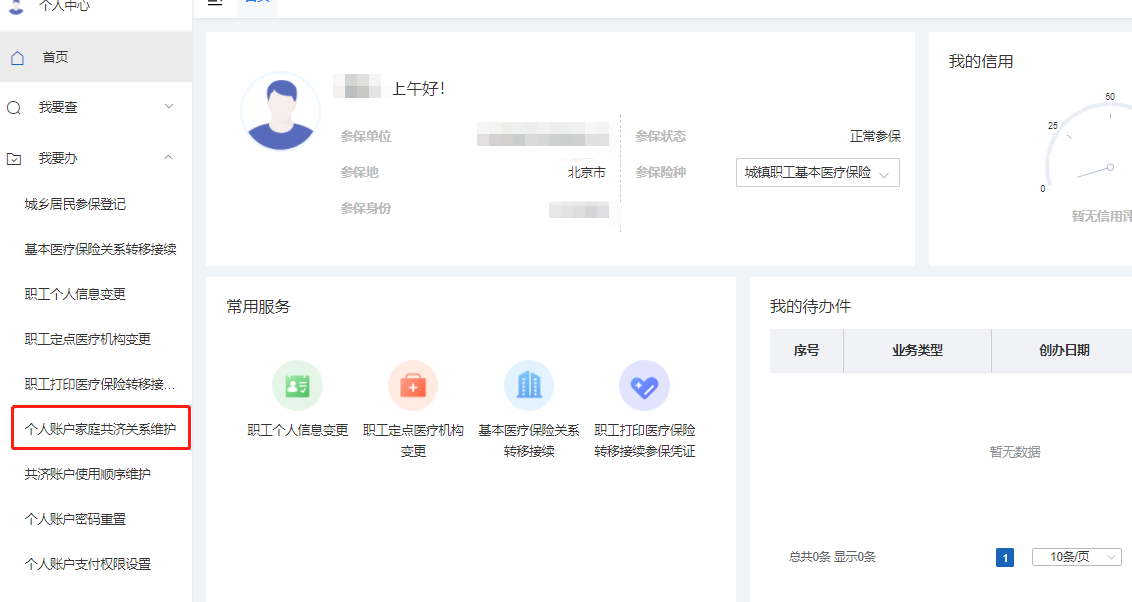 个人中心
首页
首页
我要查
我要办
城乡居民参保登记
基本医疗保险关系转移接续
职工个人信息变更
职工定点医疗机构变更
职工打印医疗保险转移接…
个人账户家庭共济关系维护
共济账户使用顺序维护
个人账户密码重置
个人账户支付权限设置
上午好！
参保单位
参保状态
正常参保
参保地
北京市
参保险种
城镇职工基本医疗保险
参保身份
我的信用
50
25
0
暂无信用评
常用服务
职工个人信息变更
职工定点医疗机构
变更
基本医疗保险关系
转移接续
职工打印医疗保险
转移接续参保凭证
我的待办件
序号
业务类型
创办日期
暂无数据
总共0条 显示0条
1
10条/页